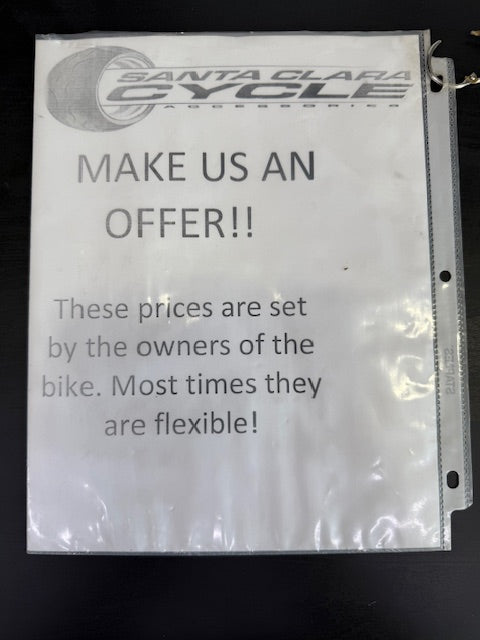 SANTA CLARA
CYCLE
ACCESSORIES
MAKE US AN
OFFER!!
These prices are set
by the owners of the
bike. Most times they
are flexible!
STAPLES